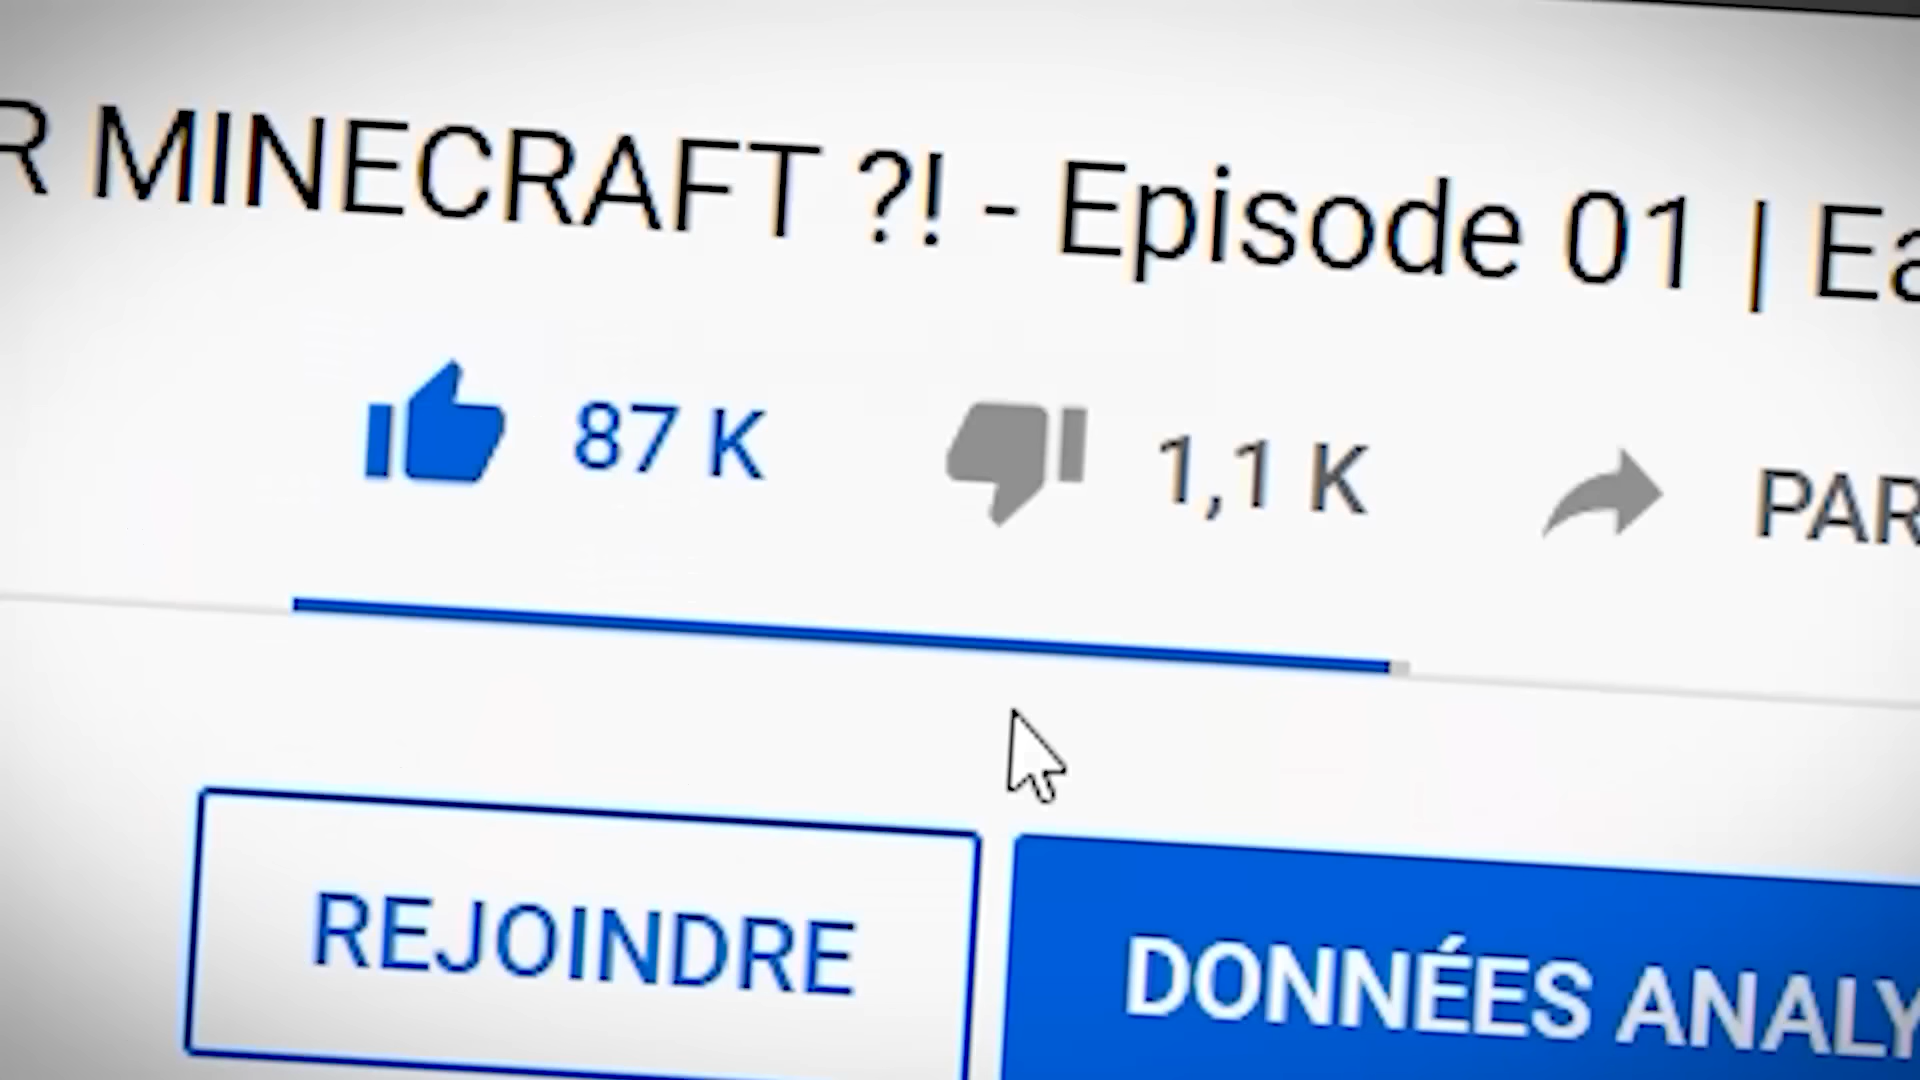 R MINECRAFT ?! - Episode 01 | Ea
87 K 1,1 K PAR
REJOINDRE DONNÉES ANALY